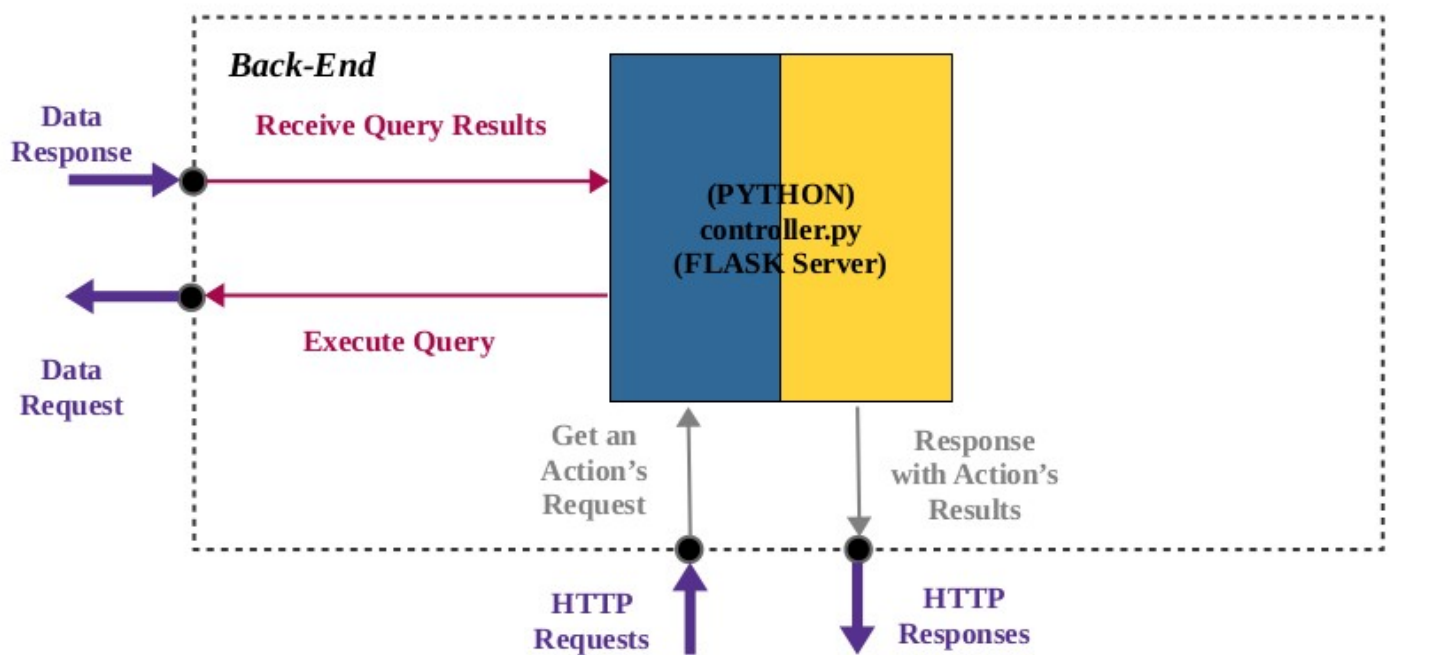 Back-End
Data
Response
Receive Query Results
(PYTHON)
controller.py
(FLASK Server)
Execute Query
Data
Request
Get an
Action’s
Request
Response
with Action’s
Results
HTTP
Requests
HTTP
Responses